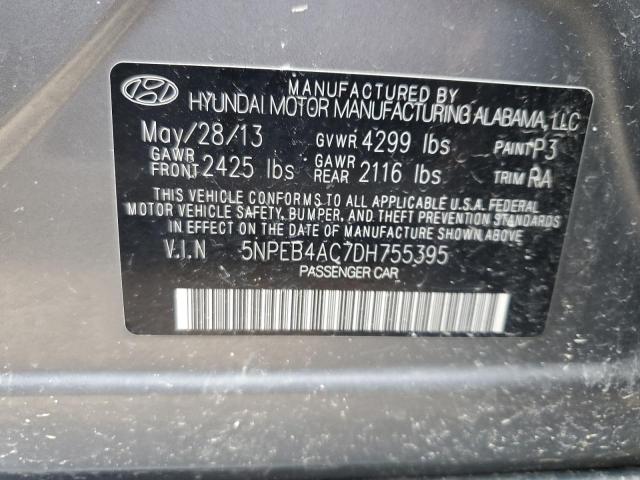 MANUFACTURED BY
HYUNDAI MOTOR MANUFACTURING ALABAMA, LLC
May/28/13 GVWR 4299 lbs PAINT P3
GAWR FRONT 2425 lbs GAWR REAR 2116 lbs TRIM RA
THIS VEHICLE CONFORMS TO ALL APPLICABLE U.S.A. FEDERAL
MOTOR VEHICLE SAFETY, BUMPER, AND THEFT PREVENTION STANDARDS
IN EFFECT ON THE DATE OF MANUFACTURE SHOWN ABOVE.
V.I.N 5NPEB4AC7DH755395
PASSENGER CAR